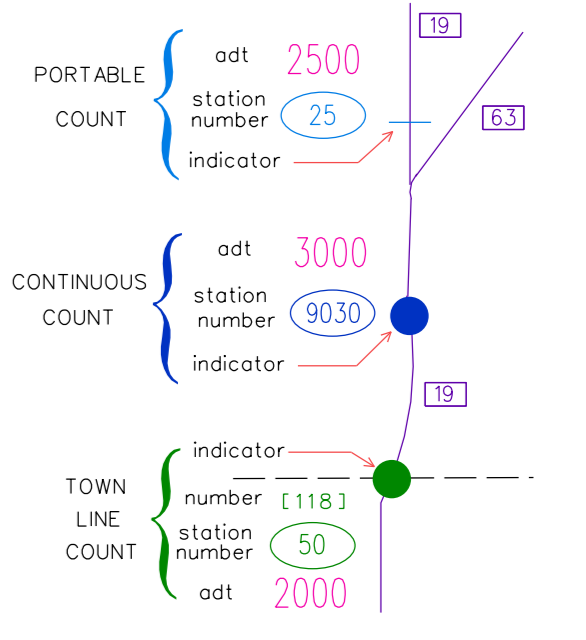 19
adt 2500
PORTABLE
COUNT
station
number 25
63
indicator
adt 3000
CONTINUOUS
COUNT
station
number 9030
indicator
19
indicator
TOWN
LINE
COUNT
number [118]
station
number 50
adt 2000